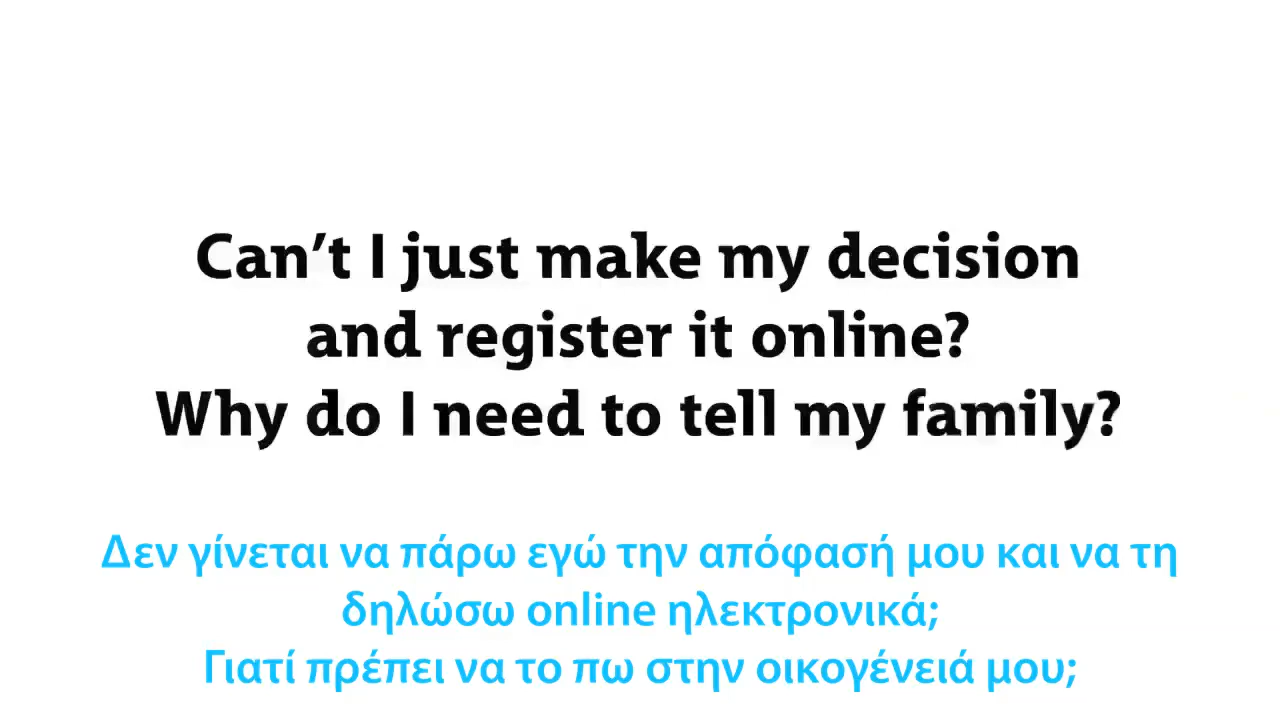 Can’t I just make my decision
and register it online?
Why do I need to tell my family?
Δεν γίνεται να πάρω εγώ την απόφασή μου και να τη
δηλώσω online ηλεκτρονικά;
Γιατί πρέπει να το πω στην οικογένειά μου;